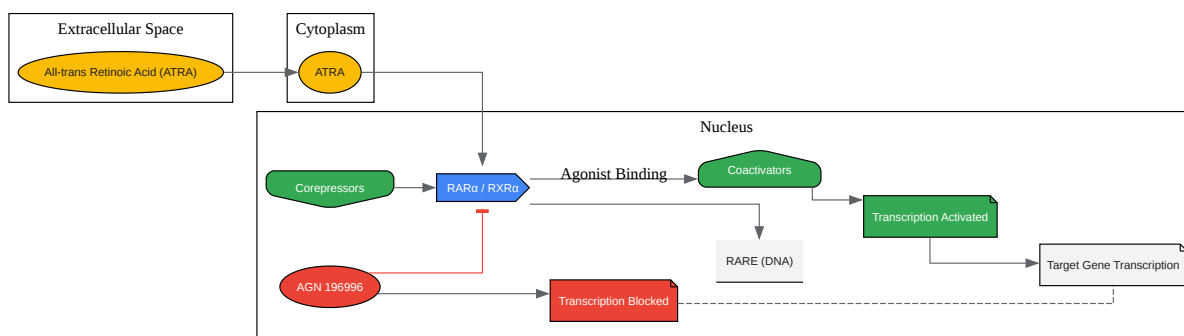 Extracellular Space
All-trans Retinoic Acid (ATRA)
Cytoplasm
ATRA
Nucleus
Corepressors
RARα / RXRα
Agonist Binding
Coactivators
Transcription Activated
RARE (DNA)
Target Gene Transcription
AGN 196996
Transcription Blocked